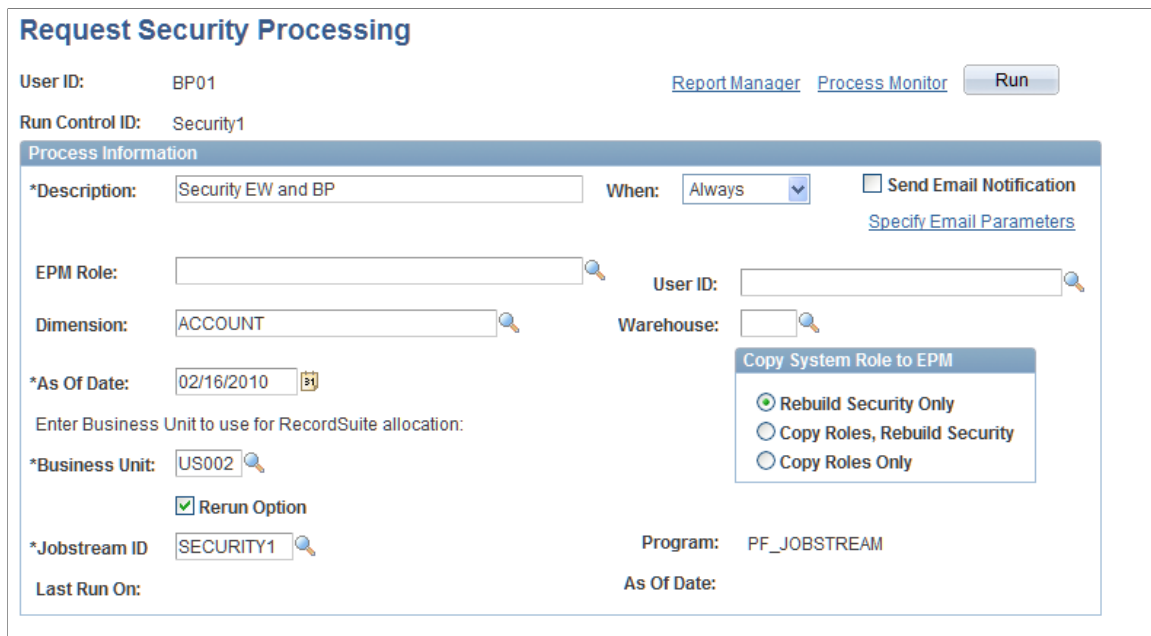 Request Security Processing
User ID: BP01 Report Manager Process Monitor Run
Run Control ID: Security1
Process Information
*Description: Security EW and BP When: Always Send Email Notification
Specify Email Parameters
EPM Role: User ID:
Dimension: ACCOUNT Warehouse:
Copy System Role to EPM
*As Of Date: 02/16/2010 31
Rebuild Security Only
Enter Business Unit to use for RecordSuite allocation:
Copy Roles, Rebuild Security
*Business Unit: US002 Copy Roles Only
Rerun Option
*Jobstream ID SECURITY1 Program: PF_JOBSTREAM
Last Run On: As Of Date: